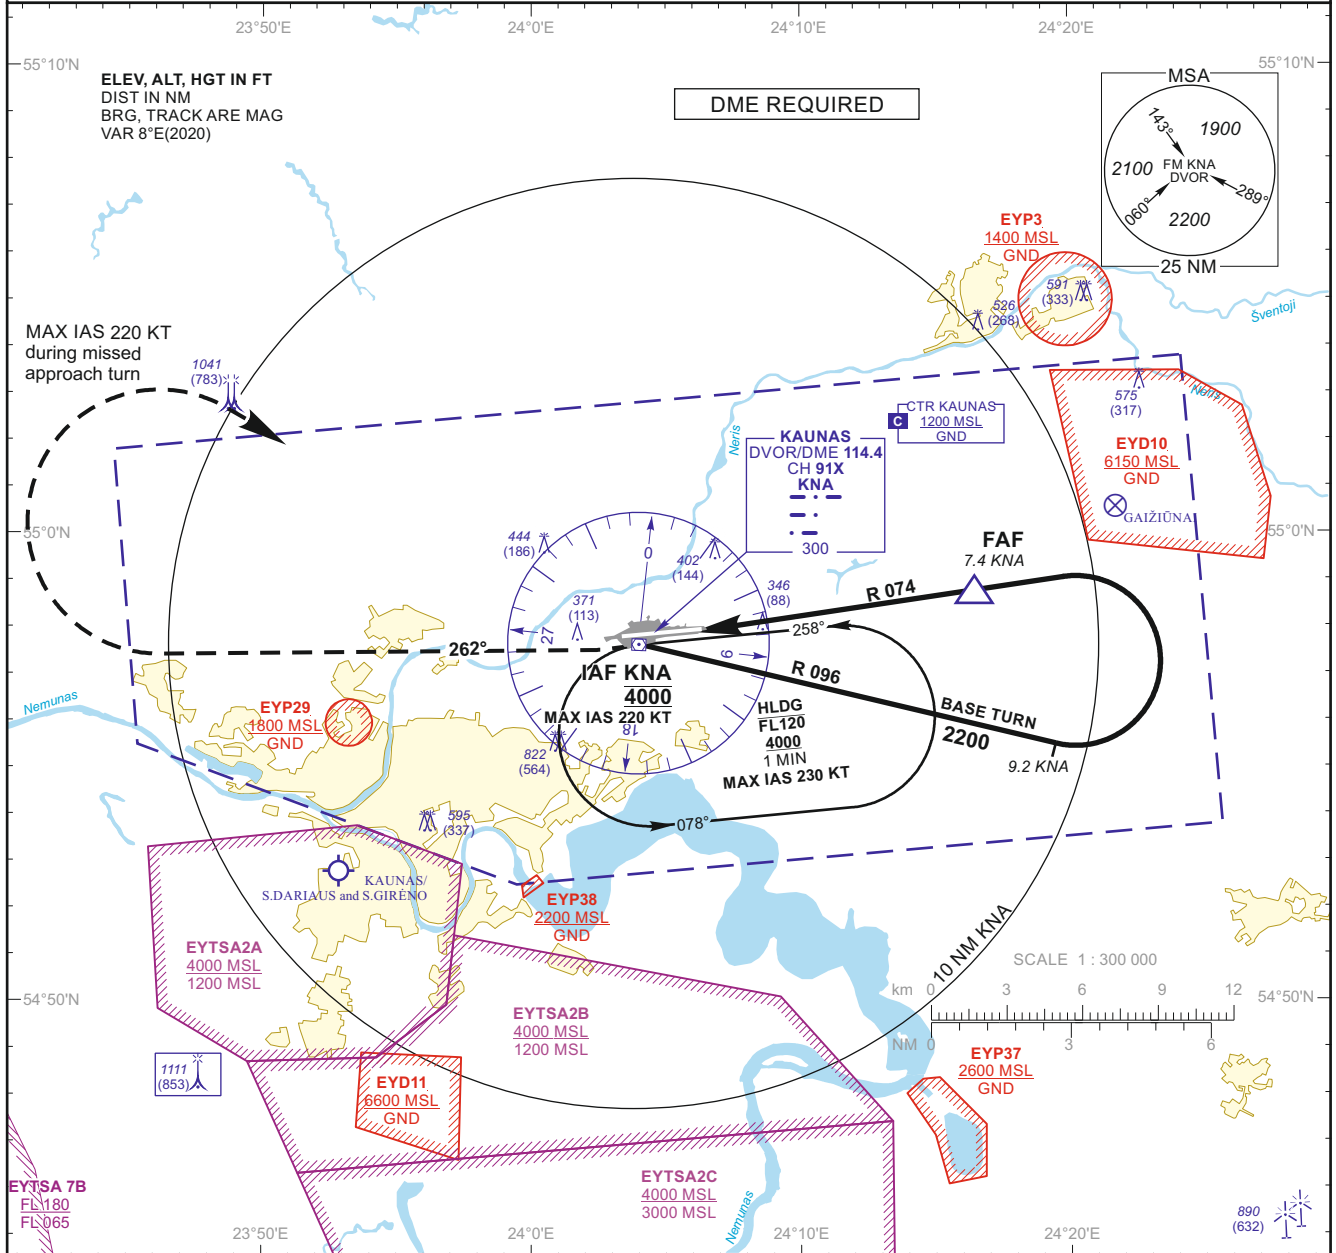 23°50'E
24°0'E
24°10'E
24°20'E
55°10'N
55°10'N
ELEV, ALT, HGT IN FT
DIST IN NM
BRG, TRACK ARE MAG
VAR 8°E(2020)
DME REQUIRED
MSA
143°
1900
2100
FM KNA
DVOR
060°
289°
2200
25 NM
EYP3
1400 MSL
GND
591
(333)
526
(268)
Šventoji
MAX IAS 220 KT
during missed
approach turn
1041
(783)
575
(317)
Neris
CTR KAUNAS
C
1200 MSL
GND
Neris
KAUNAS
DVOR/DME 114.4
CH 91X
KNA
300
EYD10
6150 MSL
GND
GAIŽIŪNAI
55°0'N
55°0'N
444
(186)
0
402
(144)
FAF
7.4 KNA
346
(88)
R 074
371
(113)
27
258°
9
262°
R 096
IAF KNA
4000
MAX IAS 220 KT
18
HLDG
FL120
4000
1 MIN
MAX IAS 230 KT
BASE TURN
2200
9.2 KNA
Nemunas
EYP29
1800 MSL
GND
822
(564)
595
(337)
078°
KAUNAS/
S.DARIAUS and S.GIRĖNO
EYP38
2200 MSL
GND
EYTSA2A
4000 MSL
1200 MSL
10 NM KNA
SCALE 1 : 300 000
km 0 3 6 9 12
NM 0 3 6
54°50'N
54°50'N
EYTSA2B
4000 MSL
1200 MSL
1111
(853)
EYD11
6600 MSL
GND
EYP37
2600 MSL
GND
EYTSA 7B
FL 180
FL 065
EYTSA2C
4000 MSL
3000 MSL
Nemunas
890
(632)
23°50'E
24°0'E
24°10'E
24°20'E